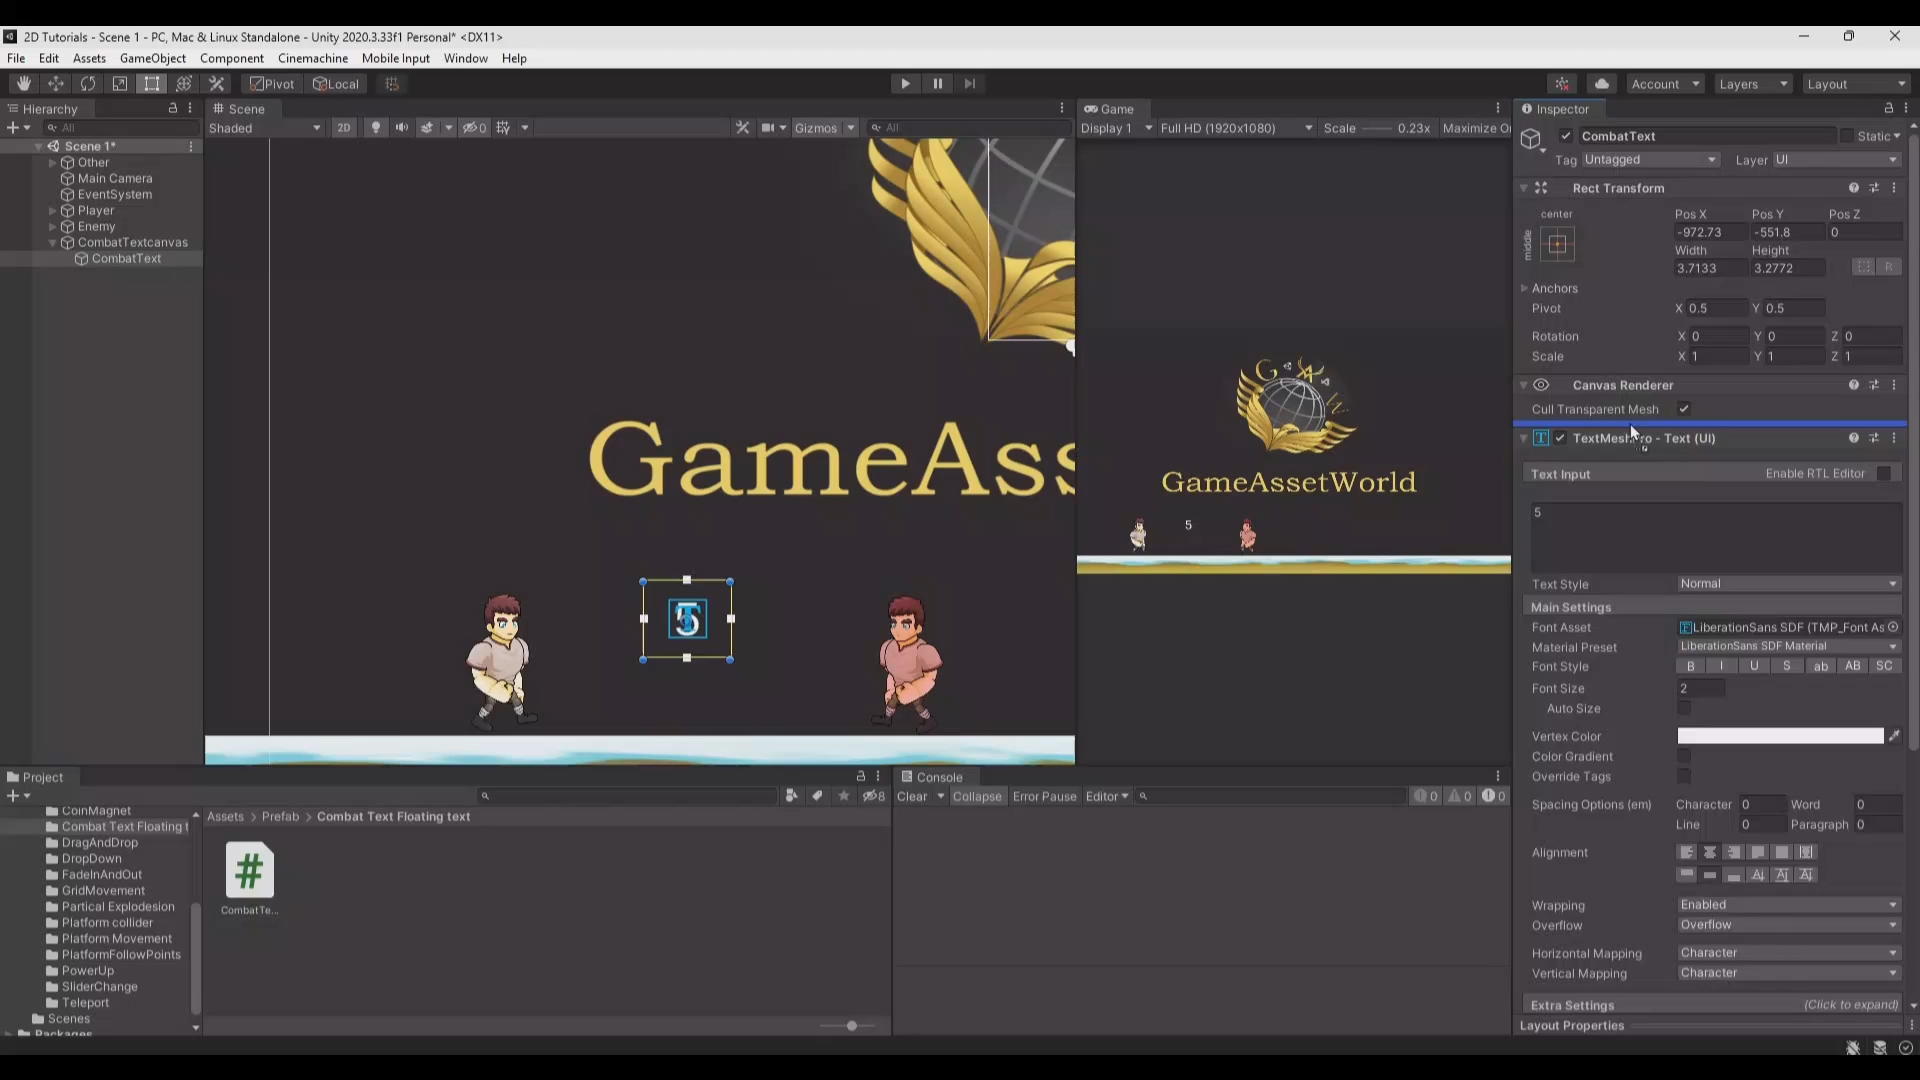 2D Tutorials - Scene 1 - PC, Mac & Linux Standalone - Unity 2020.3.33f1 Personal* <DX11>
File Edit Assets GameObject Component Cinemachine Mobile Input Window Help
Pivot Local Account Layers Layout
Hierarchy
All
Scene 1*
Other
Main Camera
EventSystem
Player
Enemy
CombatTextcanvas
CombatText
Scene
Shaded 2D 0 Gizmos All
GameAss
5
Game
Display 1 Full HD (1920x1080) Scale 0.23x Maximize O
G A W
GameAssetWorld
5
Inspector
CombatText Static
Tag Untagged Layer UI
Rect Transform
center
middle
Pos X Pos Y Pos Z
-972.73 -551.8 0
Width Height
3.7133 3.2772 R
Anchors
Pivot X 0.5 Y 0.5
Rotation X 0 Y 0 Z 0
Scale X 1 Y 1 Z 1
Canvas Renderer
Cull Transparent Mesh
- Text (UI)
Text Input Enable RTL Editor
5
Text Style Normal
Main Settings
Font Asset LiberationSans SDF (TMP_Font As
Material Preset LiberationSans SDF Material
Font Style B I U S ab AB SC
Font Size 2
Auto Size
Vertex Color
Color Gradient
Override Tags
Spacing Options (em) Character 0 Word 0
Line 0 Paragraph 0
Alignment
Wrapping Enabled
Overflow Overflow
Horizontal Mapping Character
Vertical Mapping Character
Extra Settings (Click to expand)
Layout Properties
Project
8
CoinMagnet
Combat Text Floating t
DragAndDrop
DropDown
FadeInAndOut
GridMovement
Partical Explodesion
Platform collider
Platform Movement
PlatformFollowPoints
PowerUp
SliderChange
Teleport
Scenes
Packages
Assets > Prefab > Combat Text Floating text
#
CombatTe...
Console
Clear Collapse Error Pause Editor 0 0 0